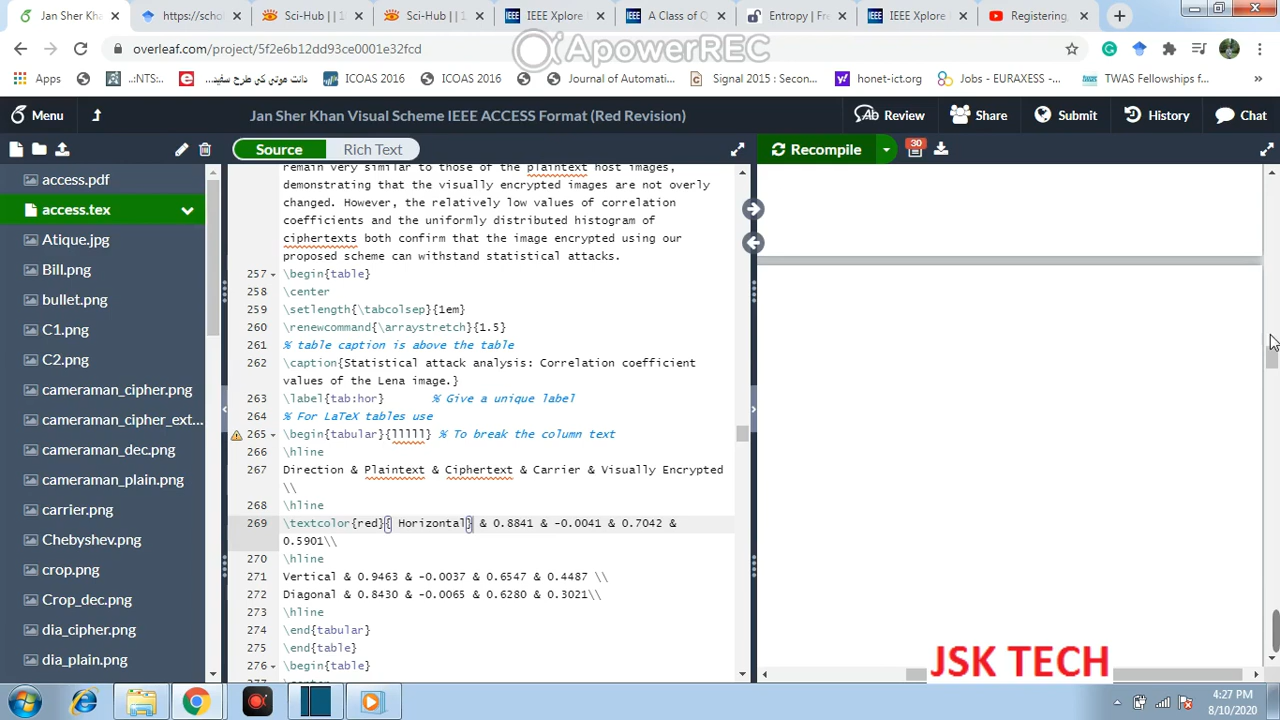 Jan Sher Khan
https://scho
Sci-Hub | 1
Sci-Hub | 1
IEEE Xplore
A Class of Q
Entropy | Fre
IEEE Xplore
Registering
overleaf.com/project/5f2e6b12dd93ce0001e32fcd
ApowerREC
Apps
::NTS:..
دانت هوتی کی طرح سفید...
ICOAS 2016
ICOAS 2016
Journal of Automati...
Signal 2015 : Secon...
honet-ict.org
Jobs - EURAXESS -...
TWAS Fellowships f...
Menu
Jan Sher Khan Visual Scheme IEEE ACCESS Format (Red Revision)
Review
Share
Submit
History
Chat
Source
Rich Text
Recompile
30
access.pdf
access.tex
Atique.jpg
Bill.png
bullet.png
C1.png
C2.png
cameraman_cipher.png
cameraman_cipher_ext...
cameraman_dec.png
cameraman_plain.png
carrier.png
Chebyshev.png
crop.png
Crop_dec.png
dia_cipher.png
dia_plain.png
remain very similar to those of the plaintext host images,
demonstrating that the visually encrypted images are not overly
changed. However, the relatively low values of correlation
coefficients and the uniformly distributed histogram of
ciphertexts both confirm that the image encrypted using our
proposed scheme can withstand statistical attacks.
257 \begin{table}
258 \center
259 \setlength{\tabcolsep}{1em}
260 \renewcommand{\arraystretch}{1.5}
261 % table caption is above the table
262 \caption{Statistical attack analysis: Correlation coefficient
values of the Lena image.}
263 \label{tab:hor} % Give a unique label
264 % For LaTeX tables use
265 \begin{tabular}{lllll} % To break the column text
266 \hline
267 Direction & Plaintext & Ciphertext & Carrier & Visually Encrypted
\\
268 \hline
269 \textcolor{red}{ Horizontal} & 0.8841 & -0.0041 & 0.7042 &
0.5901\\
270 \hline
271 Vertical & 0.9463 & -0.0037 & 0.6547 & 0.4487 \\
272 Diagonal & 0.8430 & -0.0065 & 0.6280 & 0.3021\\
273 \hline
274 \end{tabular}
275 \end{table}
276 \begin{table}
JSK TECH
4:27 PM
8/10/2020